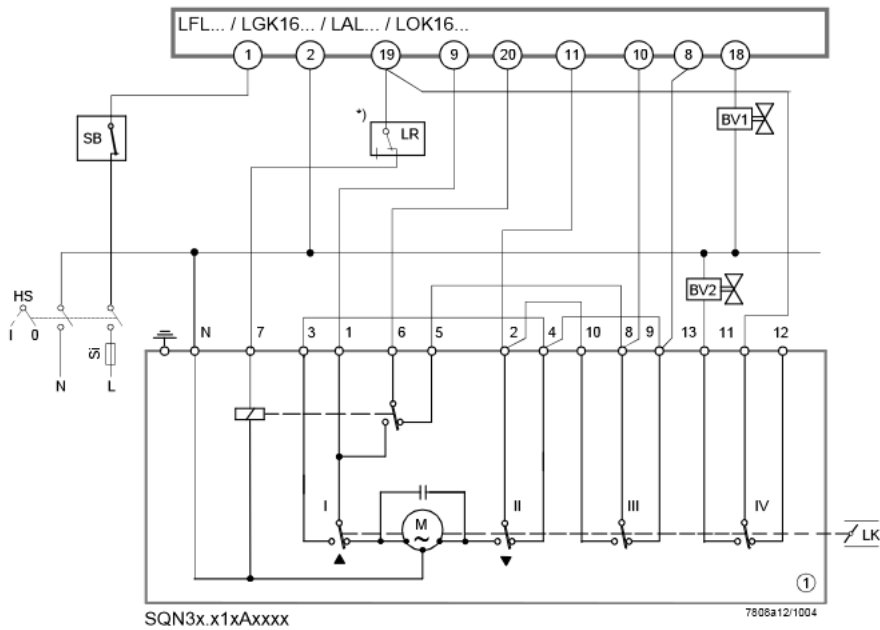 LFL... / LGK16... / LAL... / LOK16...
1 2 19 9 20 11 10 8 18
SB
*)
LR
BV1
BV2
HS
I 0
Si
N L
N 7 3 1 6 5 2 4 10 8 9 13 11 12
I II III IV
M
~
LK
1
SQN3x.x1xAxxxx
7808a12/1004